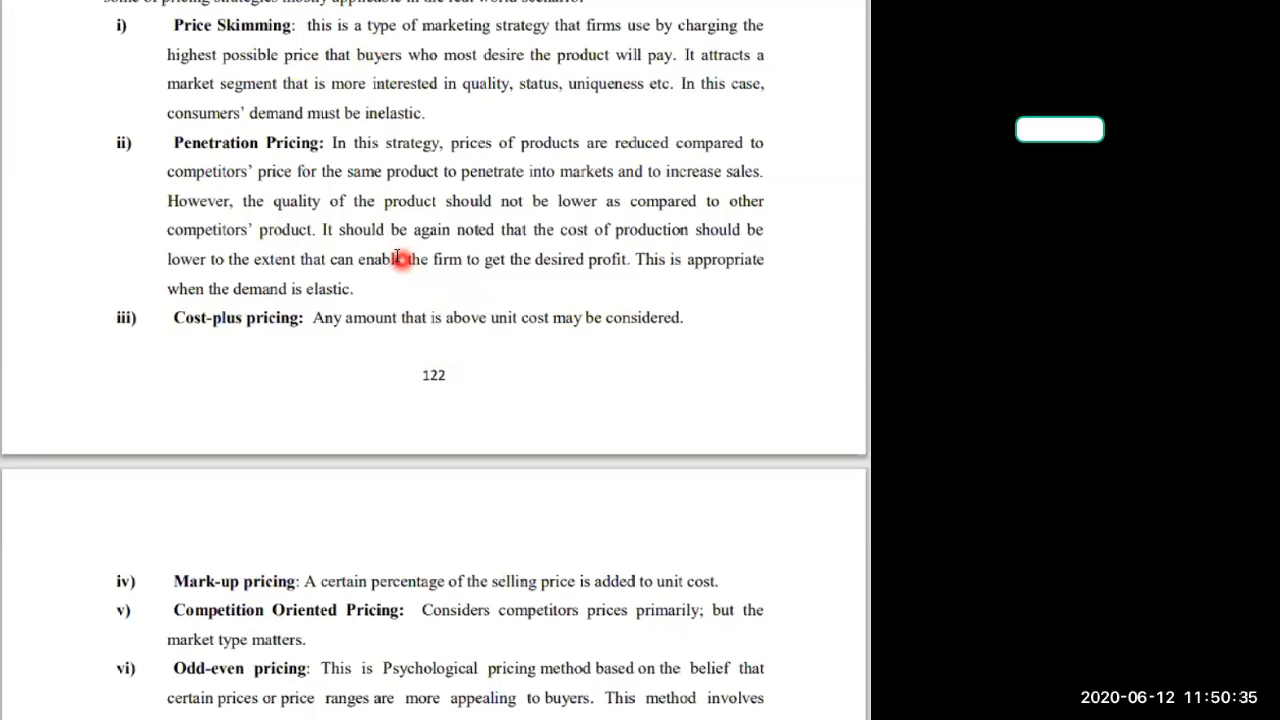 i) Price Skimming: this is a type of marketing strategy that firms use by charging the
highest possible price that buyers who most desire the product will pay. It attracts a
market segment that is more interested in quality, status, uniqueness etc. In this case,
consumers' demand must be inelastic.
ii) Penetration Pricing: In this strategy, prices of products are reduced compared to
competitors' price for the same product to penetrate into markets and to increase sales.
However, the quality of the product should not be lower as compared to other
competitors' product. It should be again noted that the cost of production should be
lower to the extent that can enable the firm to get the desired profit. This is appropriate
when the demand is elastic.
iii) Cost-plus pricing: Any amount that is above unit cost may be considered.
122
iv) Mark-up pricing: A certain percentage of the selling price is added to unit cost.
v) Competition Oriented Pricing: Considers competitors prices primarily; but the
market type matters.
vi) Odd-even pricing: This is Psychological pricing method based on the belief that
certain prices or price ranges are more appealing to buyers. This method involves
2020-06-12 11:50:35